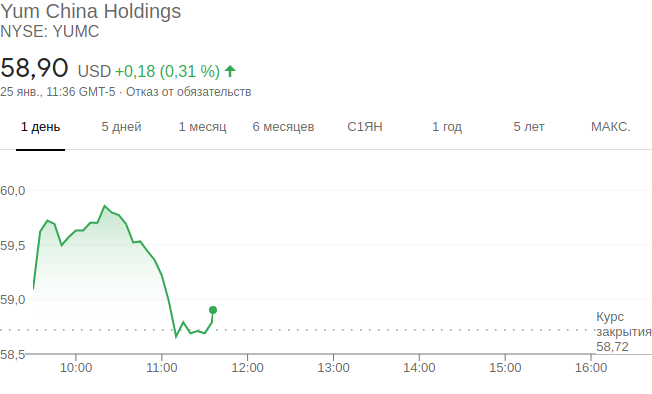 Yum China Holdings
NYSE: YUMC
58,90 USD +0,18 (0,31 %)
25 янв., 11:36 GMT-5 · Отказ от обязательств
1 день 5 дней 1 месяц 6 месяцев С1ЯН 1 год 5 лет МАКС.
60,0
59,5
59,0
Курс
закрытия
58,72
58,5
10:00 11:00 12:00 13:00 14:00 15:00 16:00